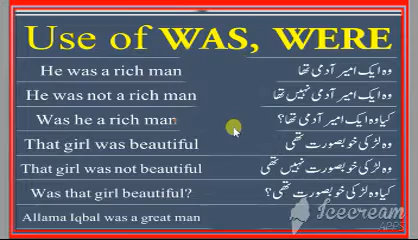 Use of WAS, WERE
He was a rich man وہ ایک امیر آدمی تھا
He was not a rich man وہ ایک امیر آدمی نہیں تھا
Was he a rich man کیا وہ ایک امیر آدمی تھا؟
That girl was beautiful وہ لڑکی خوبصورت تھی
That girl was not beautiful وہ لڑکی خوبصورت نہیں تھی
Was that girl beautiful? کیا وہ لڑکی خوبصورت تھی؟
Allama Iqbal was a great man
Icecream
APPS